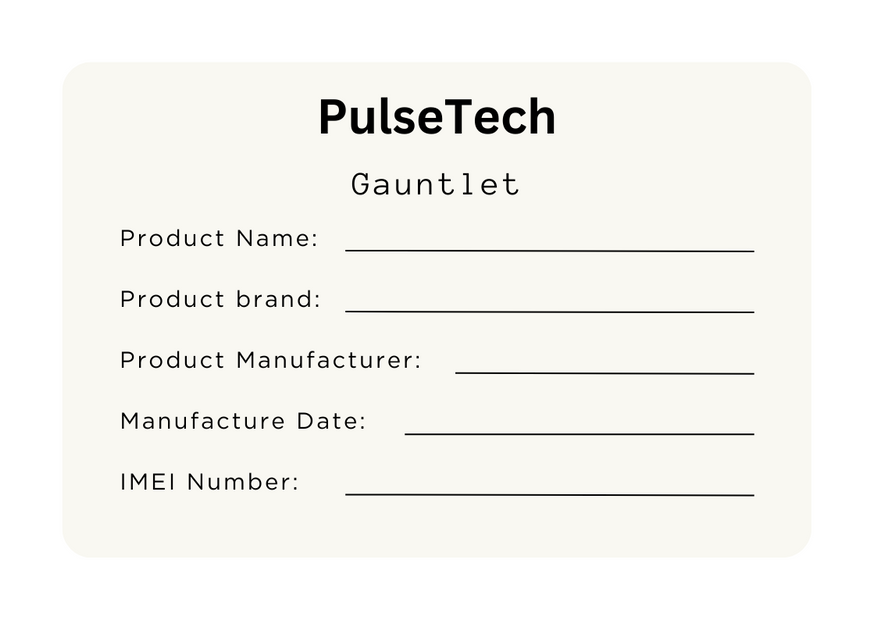 PulseTech
Gauntlet
Product Name:
Product brand:
Product Manufacturer:
Manufacture Date:
IMEI Number: